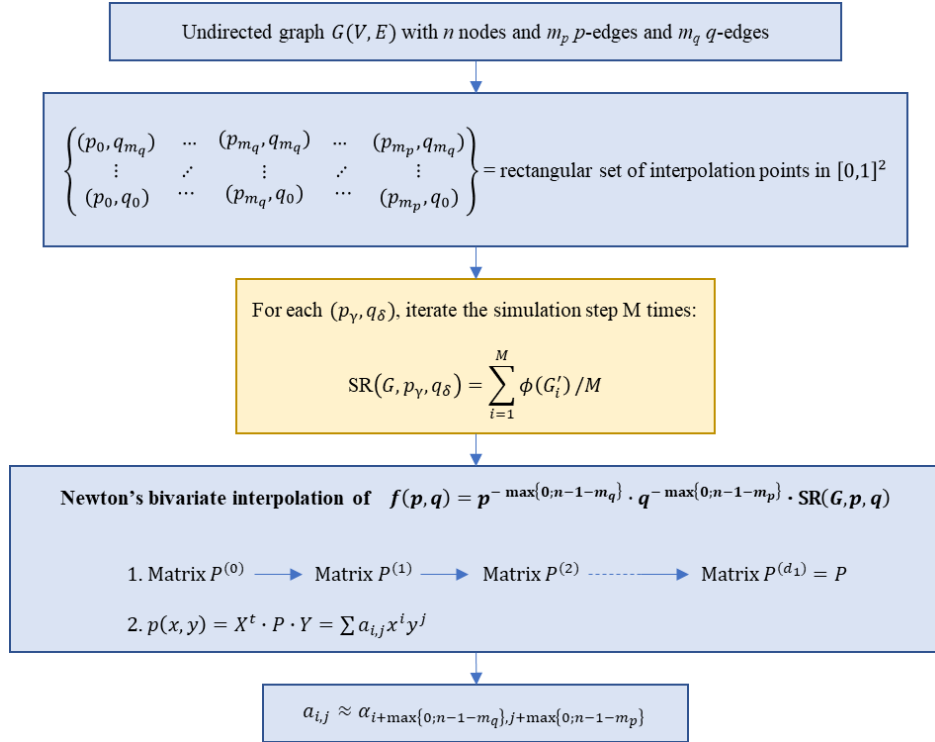 Undirected graph G(V, E) with n nodes and m_p p-edges and m_q q-edges
{(p_0, q_{m_q}) ⋯ (p_{m_q}, q_{m_q}) ⋯ (p_{m_p}, q_{m_q})
⋮ ⋰ ⋮ ⋰ ⋮
(p_0, q_0) ⋯ (p_{m_q}, q_0) ⋯ (p_{m_p}, q_0)} = rectangular set of interpolation points in [0,1]^2
For each (p_γ, q_δ), iterate the simulation step M times:
SR(G, p_γ, q_δ) = ∑_{i=1}^{M} ϕ(G'_i) / M
Newton's bivariate interpolation of f(p, q) = p^{− max{0;n−1−m_q}} · q^{− max{0;n−1−m_p}} · SR(G, p, q)
1. Matrix P^{(0)} → Matrix P^{(1)} → Matrix P^{(2)} ⇢ Matrix P^{(d_1)} = P
2. p(x, y) = X^t · P · Y = ∑ a_{i,j} x^i y^j
a_{i,j} ≈ α_{i+max{0;n−1−m_q},j+max{0;n−1−m_p}}